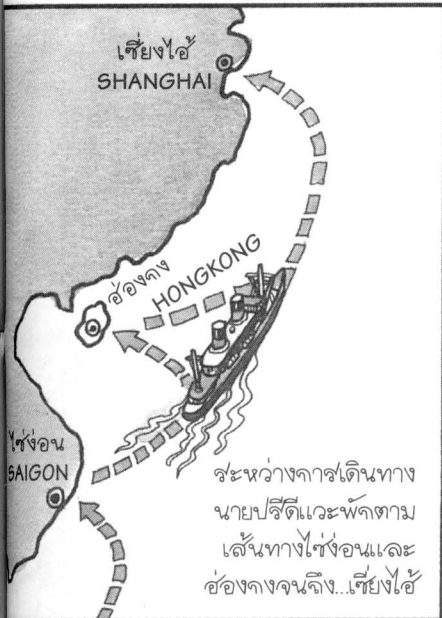 เซี่ยงไฮ้
SHANGHAI
ฮ่องกง
HONGKONG
ไซ่ง่อน
SAIGON
ระหว่างการเดินทาง
นายปรีดีแวะพักตาม
เส้นทางไซ่ง่อนและ
ฮ่องกงจนถึง...เซี่ยงไฮ้